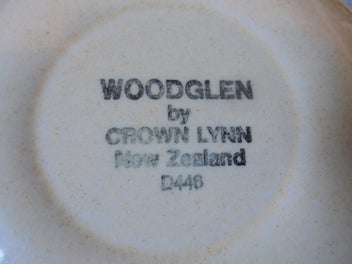 WOODGLEN
by
CROWN LYNN
New Zealand
D446